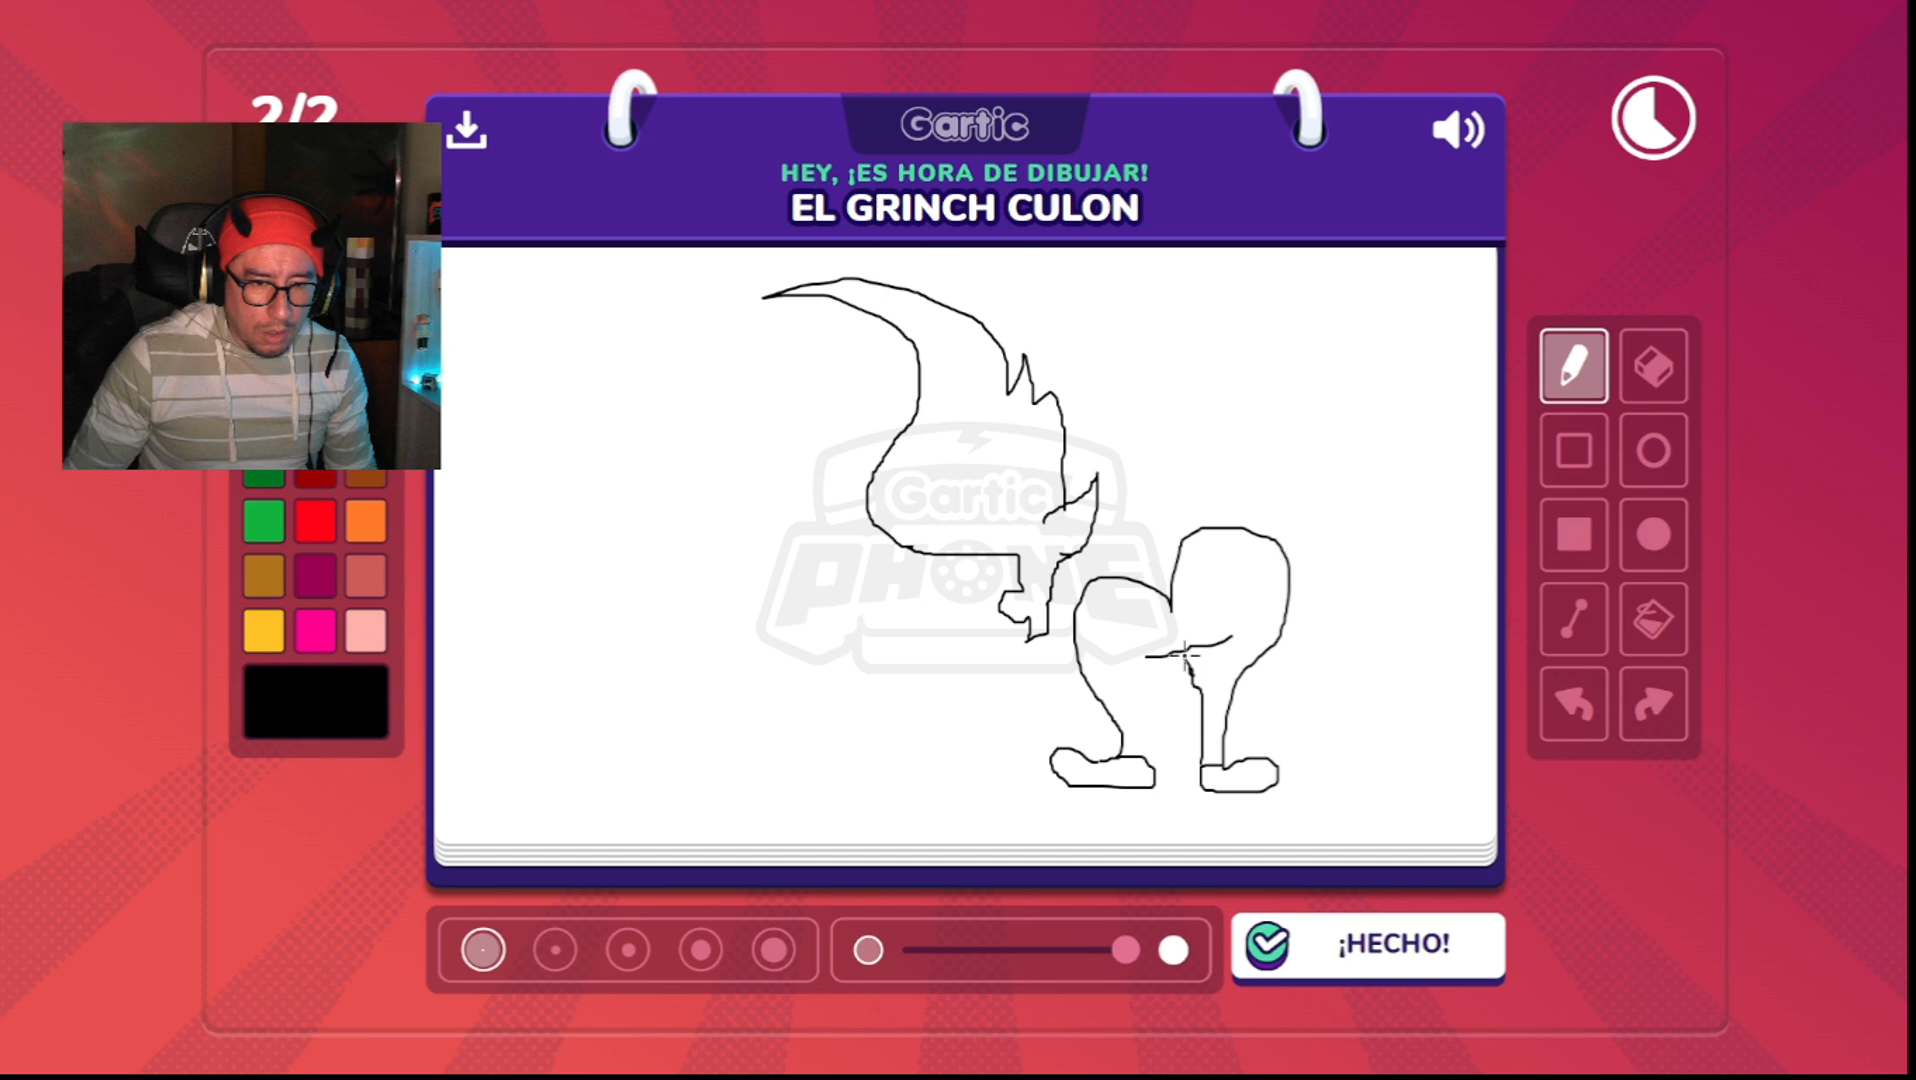 2/2
Gartic
HEY, ¡ES HORA DE DIBUJAR!
EL GRINCH CULON
Gartic
PHONE
¡HECHO!